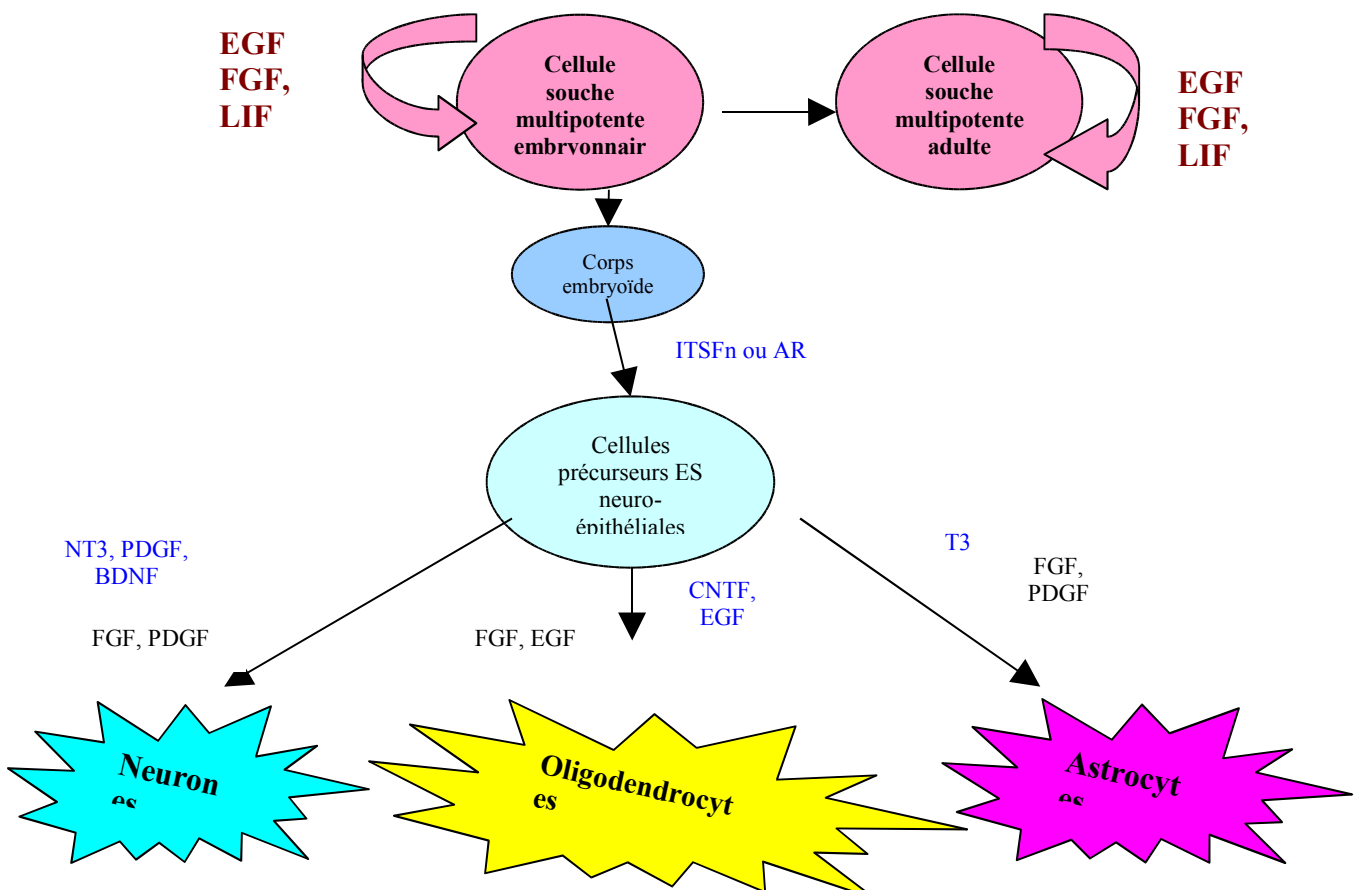 EGF
FGF,
LIF
Cellule
souche
multipotente
embryonnair
Cellule
souche
multipotente
adulte
EGF
FGF,
LIF
Corps
embryoïde
ITSFn ou AR
Cellules
précurseurs ES
neuro-
épithéliales
NT3, PDGF,
BDNF
FGF, PDGF
FGF, EGF
CNTF,
EGF
T3
FGF,
PDGF
Neuron
es
Oligodendrocyt
es
Astrocyt
es